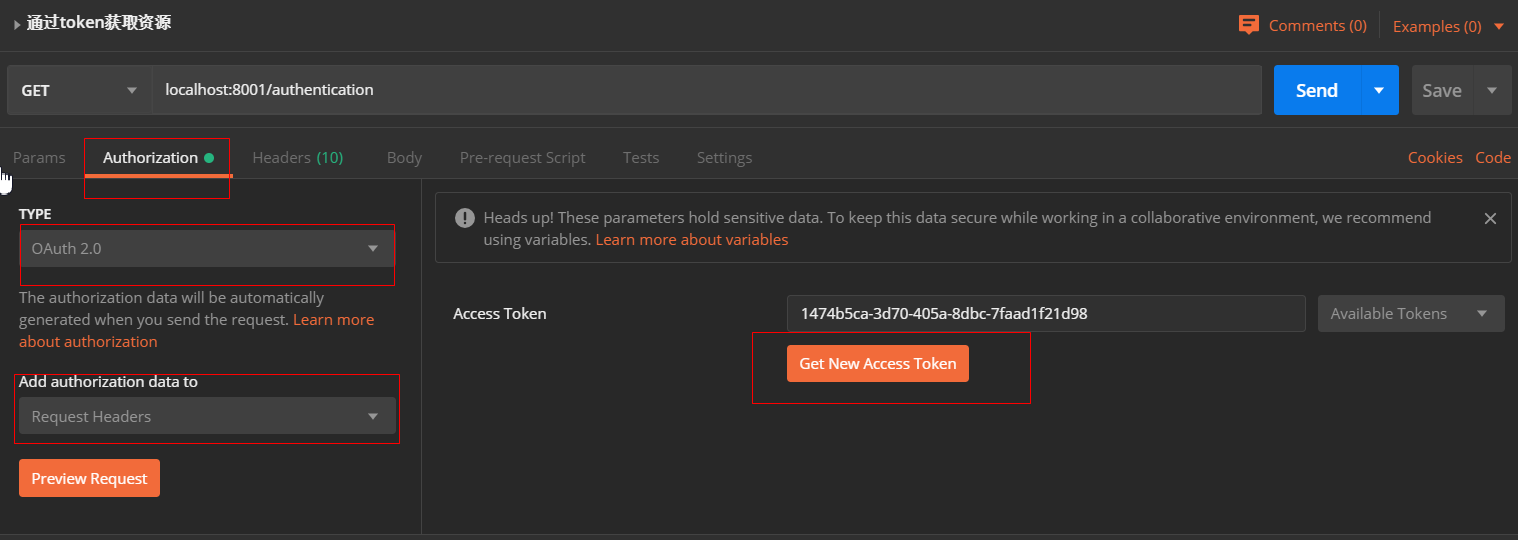 通过token获取资源
Comments (0)
Examples (0)
GET
localhost:8001/authentication
Send
Save
Params
Authorization
Headers (10)
Body
Pre-request Script
Tests
Settings
Cookies
Code
TYPE
OAuth 2.0
The authorization data will be automatically
generated when you send the request. Learn more
about authorization
Add authorization data to
Request Headers
Preview Request
Heads up! These parameters hold sensitive data. To keep this data secure while working in a collaborative environment, we recommend
using variables. Learn more about variables
Access Token
1474b5ca-3d70-405a-8dbc-7faad1f21d98
Available Tokens
Get New Access Token